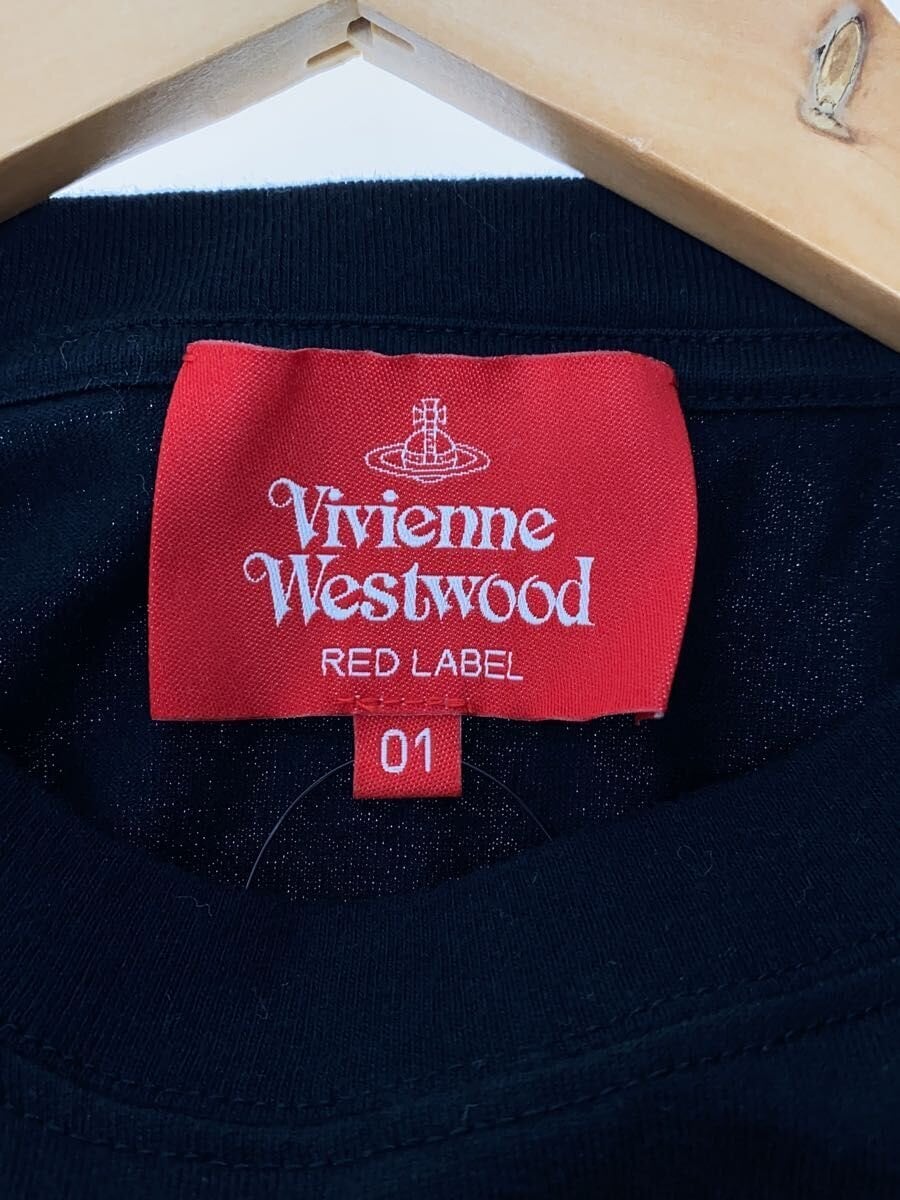 Vivienne
Westwood
RED LABEL
01